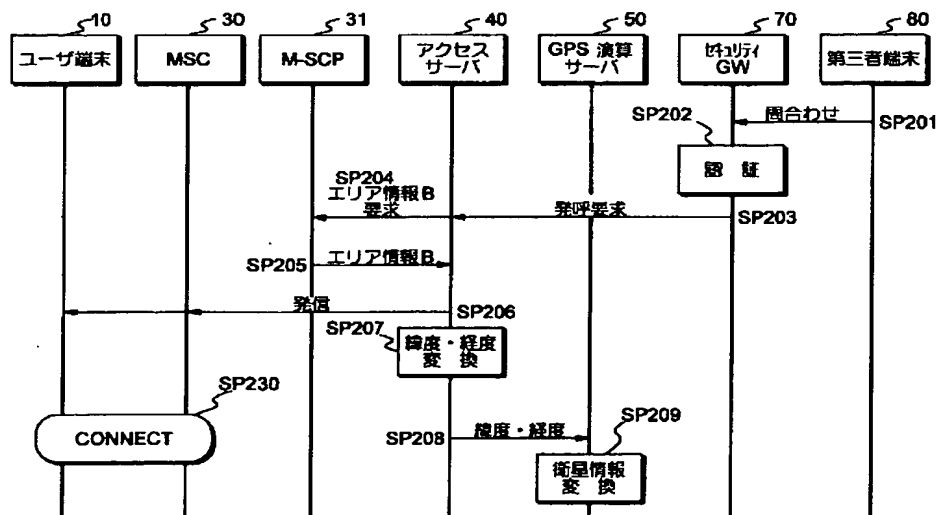 10
30
31
40
50
70
80
ユーザ端末
MSC
M-SCP
アクセス
サーバ
GPS 演算
サーバ
セキュリティ
GW
第三者端末
SP202
問合わせ
SP201
認 証
SP204
エリア情報B
要求
発呼要求
SP203
SP205
エリア情報B
発信
SP206
SP207
緯度・経度
変 換
SP230
CONNECT
SP208
緯度・経度
SP209
衛星情報
変 換